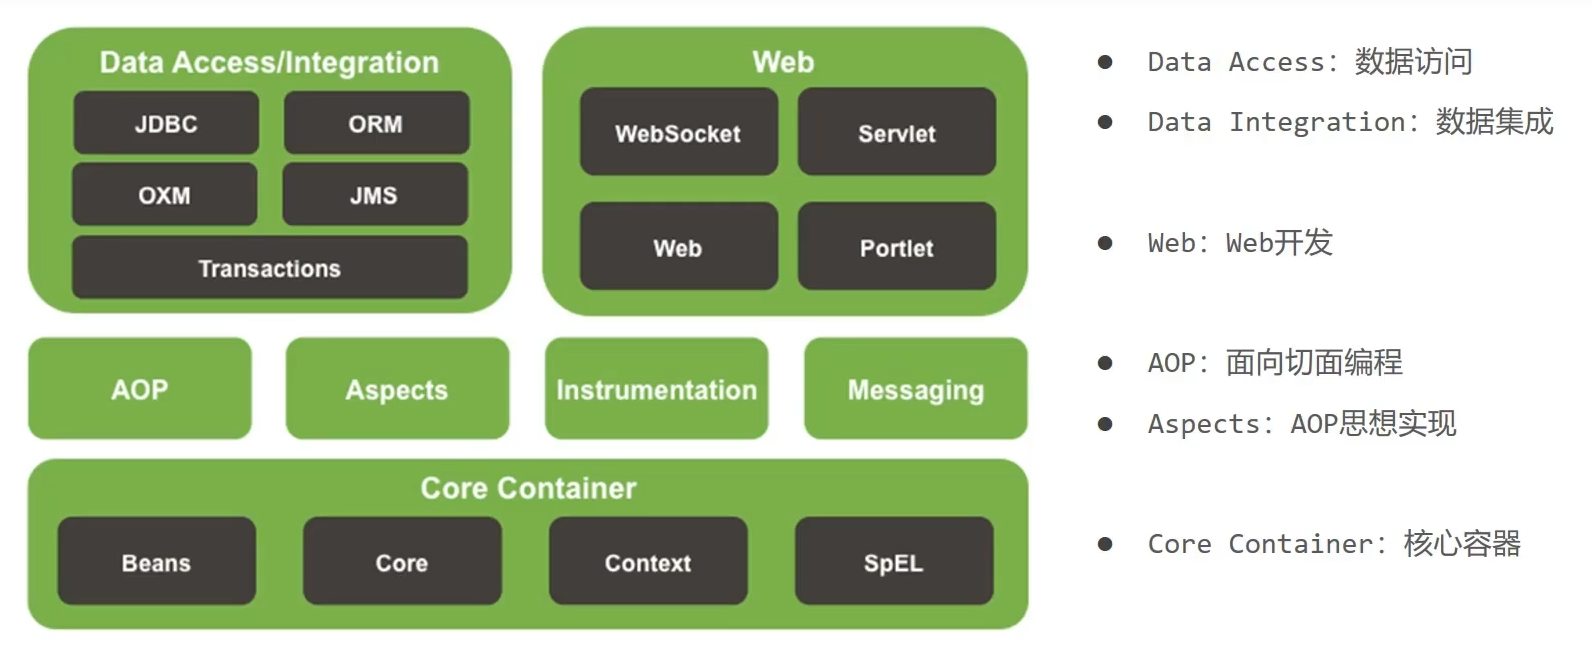 Data Access/Integration
JDBC
ORM
OXM
JMS
Transactions
Web
WebSocket
Servlet
Web
Portlet
AOP
Aspects
Instrumentation
Messaging
Core Container
Beans
Core
Context
SpEL
● Data Access：数据访问
● Data Integration：数据集成
● Web：Web开发
● AOP：面向切面编程
● Aspects：AOP思想实现
● Core Container：核心容器